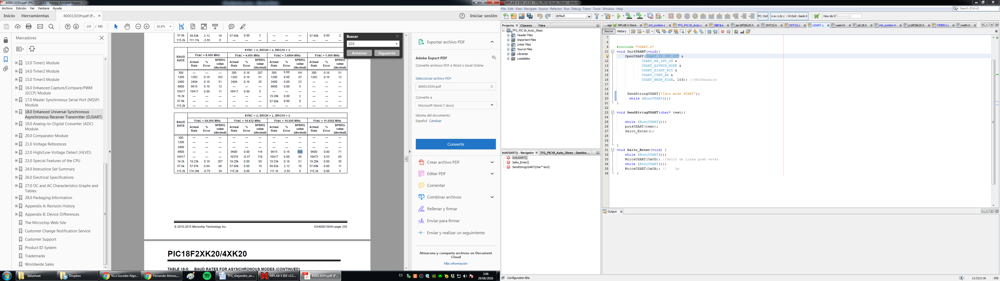 40001303H.pdf (PROTEGIDO) - Adobe Acrobat Reader DC
Archivo Edición Ver Ventana Ayuda
Inicio Herramientas 40001303H.pdf (P... × Iniciar sesión
235 / 440 92,9%
Marcadores
13.0 Timer1 Module
14.0 Timer2 Module
15.0 Timer3 Module
16.0 Enhanced Capture/Compare/PWM
(ECCP) Module
17.0 Master Synchronous Serial Port (MSSP)
Module
18.0 Enhanced Universal Synchronous
Asynchronous Receiver Transmitter (EUSART)
19.0 Analog-to-Digital Converter (ADC)
Module
20.0 Comparator Module
21.0 Voltage References
22.0 High/Low-Voltage Detect (HLVD)
23.0 Special Features of the CPU
24.0 Instruction Set Summary
26.0 Electrical Specifications
27.0 DC and AC Characteristics Graphs and
Tables
28.0 Packaging Information
Appendix A: Revision History
Appendix B: Device Differences
The Microchip Web Site
Customer Change Notification Service
Customer Support
Product ID System
Trademarks
Worldwide Sales
57.6k 58.82k 2.12 16 57.60k 0.00 7 — — — 57.60k 0.00 2
115.2k 111.11k -3.55 8 — — — — — —
SYNC = 0, BRGH = 0, BRG16 = 0
BAUD RATE
FOSC = 8.000 MHz FOSC = 4.000 MHz FOSC = 3.6864 MHz FOSC = 1.000 MHz
Actual Rate % Error SPBRG value (decimal) Actual Rate % Error SPBRG value (decimal) Actual Rate % Error SPBRG value (decimal) Actual Rate % Error SPBRG value (decimal)
300 — — — 300 0.16 207 300 0.00 191 300 0.16 51
1200 1202 0.16 103 1202 0.16 51 1200 0.00 47 1202 0.16 12
2400 2404 0.16 51 2404 0.16 25 2400 0.00 23 — — —
9600 9615 0.16 12 — — — 9600 0.00 5 — — —
10417 10417 0.00 11 10417 0.00 5 — — — — — —
19.2k — — — — — — 19.20k 0.00 2 — — —
57.6k — — — — — — 57.60k 0.00 0 — — —
115.2k — — — — — — — — — — — —
SYNC = 0, BRGH = 1, BRG16 = 0
BAUD RATE
FOSC = 64.000 MHz FOSC = 18.432 MHz FOSC = 16.000 MHz FOSC = 11.0592 MHz
Actual Rate % Error SPBRG value (decimal) Actual Rate % Error SPBRG value (decimal) Actual Rate % Error SPBRG value (decimal) Actual Rate % Error SPBRG value (decimal)
300 — — — — — — — — — — — —
1200 — — — — — — — — — — — —
2400 — — — — — — — — — — — —
9600 — — — 9600 0.00 119 9615 0.16 103 9600 0.00 71
10417 — — — 10378 -0.37 110 10417 0.00 95 10473 0.53 65
19.2k 19.23k 0.16 207 19.20k 0.00 59 19.23k 0.16 51 19.20k 0.00 35
57.6k 57.97k 0.64 68 57.60k 0.00 19 58.82k 2.12 16 57.60k 0.00 11
115.2k 114.29k -0.79 34 115.2k 0.00 9 111.1k -3.55 8 115.2k 0.00 5
© 2010-2015 Microchip Technology Inc. DS40001303H-page 235
PIC18F2XK20/4XK20
TABLE 18-5: BAUD RATES FOR ASYNCHRONOUS MODES (CONTINUED)
Buscar
103
Anterior Siguiente
Exportar archivo PDF
Adobe Export PDF
Convertir archivos PDF a Word o Excel Online
Seleccionar archivo PDF
40001303H.pdf
Convertir a
Microsoft Word (*.docx)
Idioma del documento:
Español Cambiar
Convertir
Crear archivo PDF
Editar PDF
Comentar
Combinar archivos
Rellenar y firmar
Enviar para firmar
Enviar y realizar un seguimiento
Almacene y comparta archivos en Document
Cloud
Más información
datasheet Dropbox Va a Suceder Algo... Fernando Alonso,... TFG_Alejandro_an... MPLAB X IDE v3.1... 40001303H.pdf (P... ES 3:06
29/08/2016
MPLAB X IDE v3.15 - TFG_PIC18_Auto_30sec : default
File Edit View Navigate Source Refactor Run Debug Team Tools Window Help Search (Ctrl+I)
default PC: 0x0 n ov z dc c : W:0x0 : bank 0 How do I? Keyword(s)
Projects Classes Files
TFG_PIC18_Auto_30sec
Header Files
Important Files
Linker Files
Source Files
Libraries
Loadables
InitUSART() - Navigator TFG_PIC18_Auto_30sec - Dashbo...
InitUSART()
Salto_Enter()
SendStringUSART(char* text)
...age MPLAB X Store init_system.c TFG_PIC18_Auto.c I2C1.c pic18f26k20.h DHT22.h DHT22.c USART.c usart.h pic18.h init_system.h p18f26k20.h TIMER3.c math.h
Source History
7
8
9 #include "USART.h"
10 void InitUSART(void){
OpenUSART(USART_TX_INT_OFF &
12 USART_RX_INT_ON &
13 USART_ASYNCH_MODE &
14 USART_EIGHT_BIT &
15 USART_CONT_RX &
16 USART_BRGH_HIGH, 103); //9600baudios
17
18
19 SendStringUSART("Idle mode START");
20 while (BusyUSART());
21 }
22
23 void SendStringUSART(char* text){
24
25 while (BusyUSART());
26 putsUSART(text);
27 Salto_Enter();
28
29
30 }
31 void Salto_Enter(void) {
32 while (BusyUSART());
33 WriteUSART(0x0D); //Salto de Linea push enter
34 while (BusyUSART());
35 WriteUSART(0x0A); // \n
36 }
Output
Configuration Bits 11:31/1:16 INS